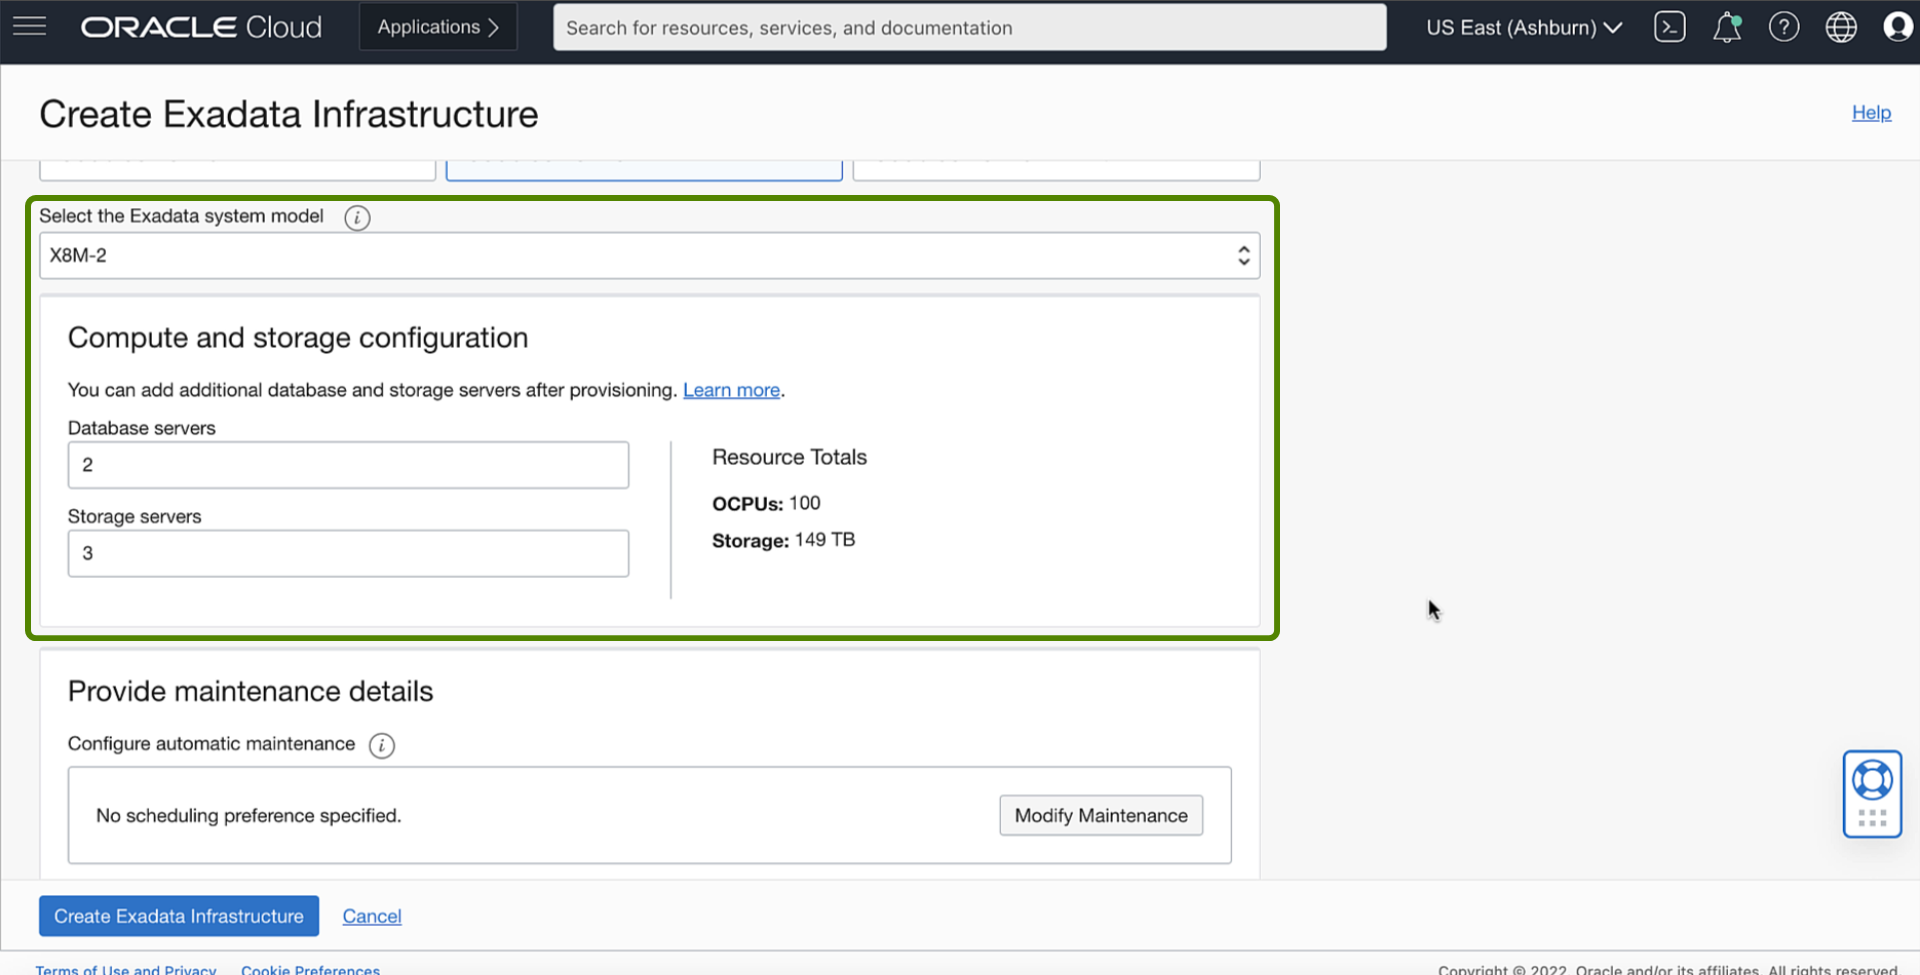 ORACLE Cloud
Applications
Search for resources, services, and documentation
US East (Ashburn)
Create Exadata Infrastructure
Help
Select the Exadata system model
X8M-2
Compute and storage configuration
You can add additional database and storage servers after provisioning. Learn more.
Database servers
2
Storage servers
3
Resource Totals
OCPUs: 100
Storage: 149 TB
Provide maintenance details
Configure automatic maintenance
No scheduling preference specified.
Modify Maintenance
Create Exadata Infrastructure
Cancel
Terms of Use and Privacy
Cookie Preferences
Copyright © 2022, Oracle and/or its affiliates. All rights reserved.